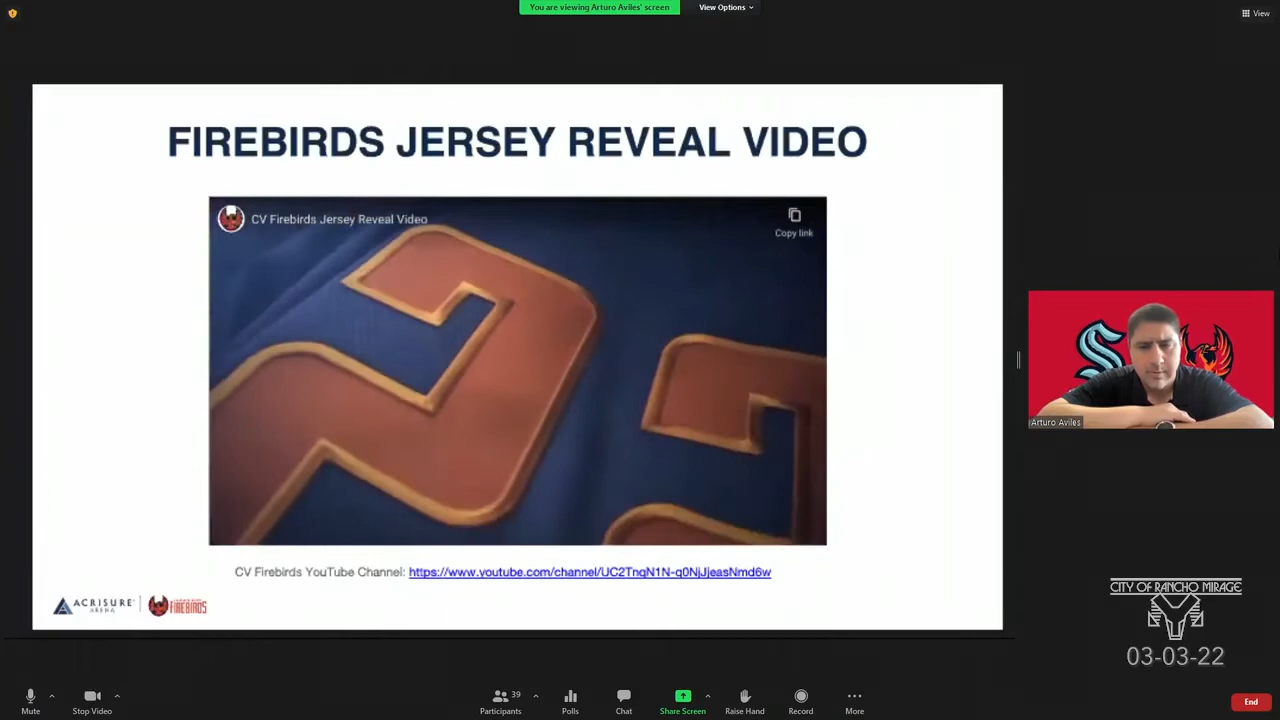 You are viewing Arturo Aviles' screen
View Options
View
FIREBIRDS JERSEY REVEAL VIDEO
CV Firebirds Jersey Reveal Video
Copy link
22
CV Firebirds YouTube Channel: https://www.youtube.com/channel/UC2TnqN1N-q0NjJjeasNmd6w
ACRISURE
ARENA
FIREBIRDS
Arturo Aviles
CITY OF RANCHO MIRAGE
03-03-22
Mute
Stop Video
39
Participants
Polls
Chat
Share Screen
Raise Hand
Record
More
End